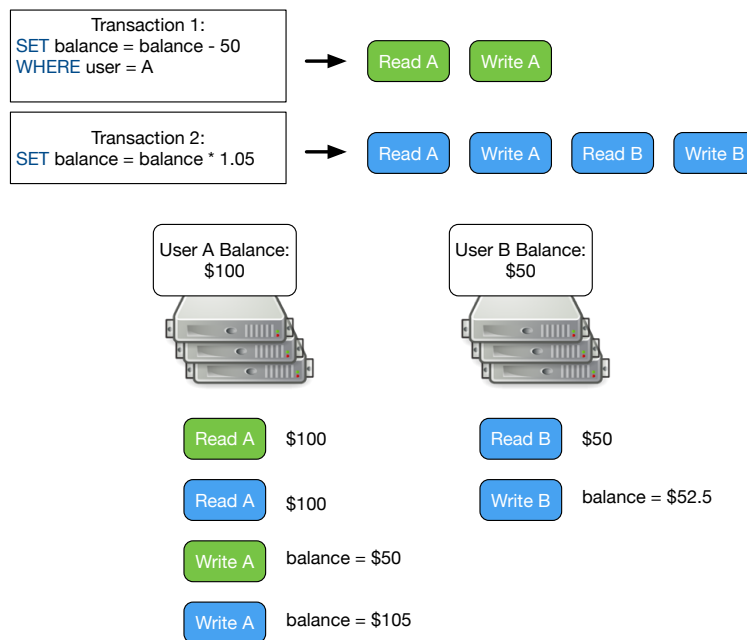 Transaction 1:
SET balance = balance - 50
WHERE user = A
Read A
Write A
Transaction 2:
SET balance = balance * 1.05
Read A
Write A
Read B
Write B
User A Balance:
$100
User B Balance:
$50
Read A
$100
Read A
$100
Write A
balance = $50
Write A
balance = $105
Read B
$50
Write B
balance = $52.5